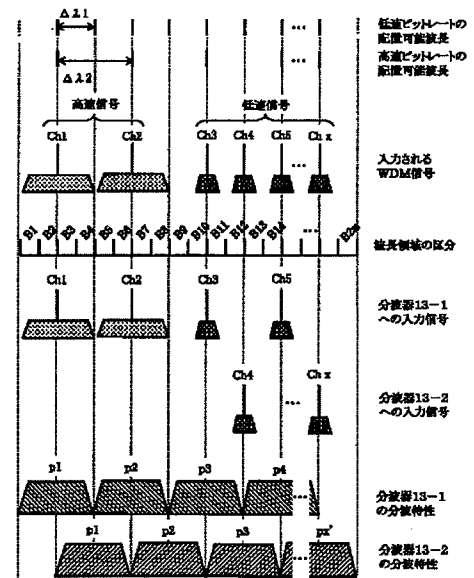 Δλ1
低速ビットレートの
配置可能波長
Δλ2
高速ビットレートの
配置可能波長
高速信号
低速信号
Ch1 Ch2 Ch3 Ch4 Ch5 Ch x
入力される
WDM信号
B1 B2 B3 B4 B5 B6 B7 B8 B9 B10 B11 B12 B13 B14
波長領域の区分
Ch1 Ch2 Ch3 Ch5
分波器13-1
への入力信号
Ch4 Ch x
分波器13-2
への入力信号
p1 p2 p3 p4
分波器13-1
の分波特性
p1 p2 p3 px'
分波器13-2
の分波特性